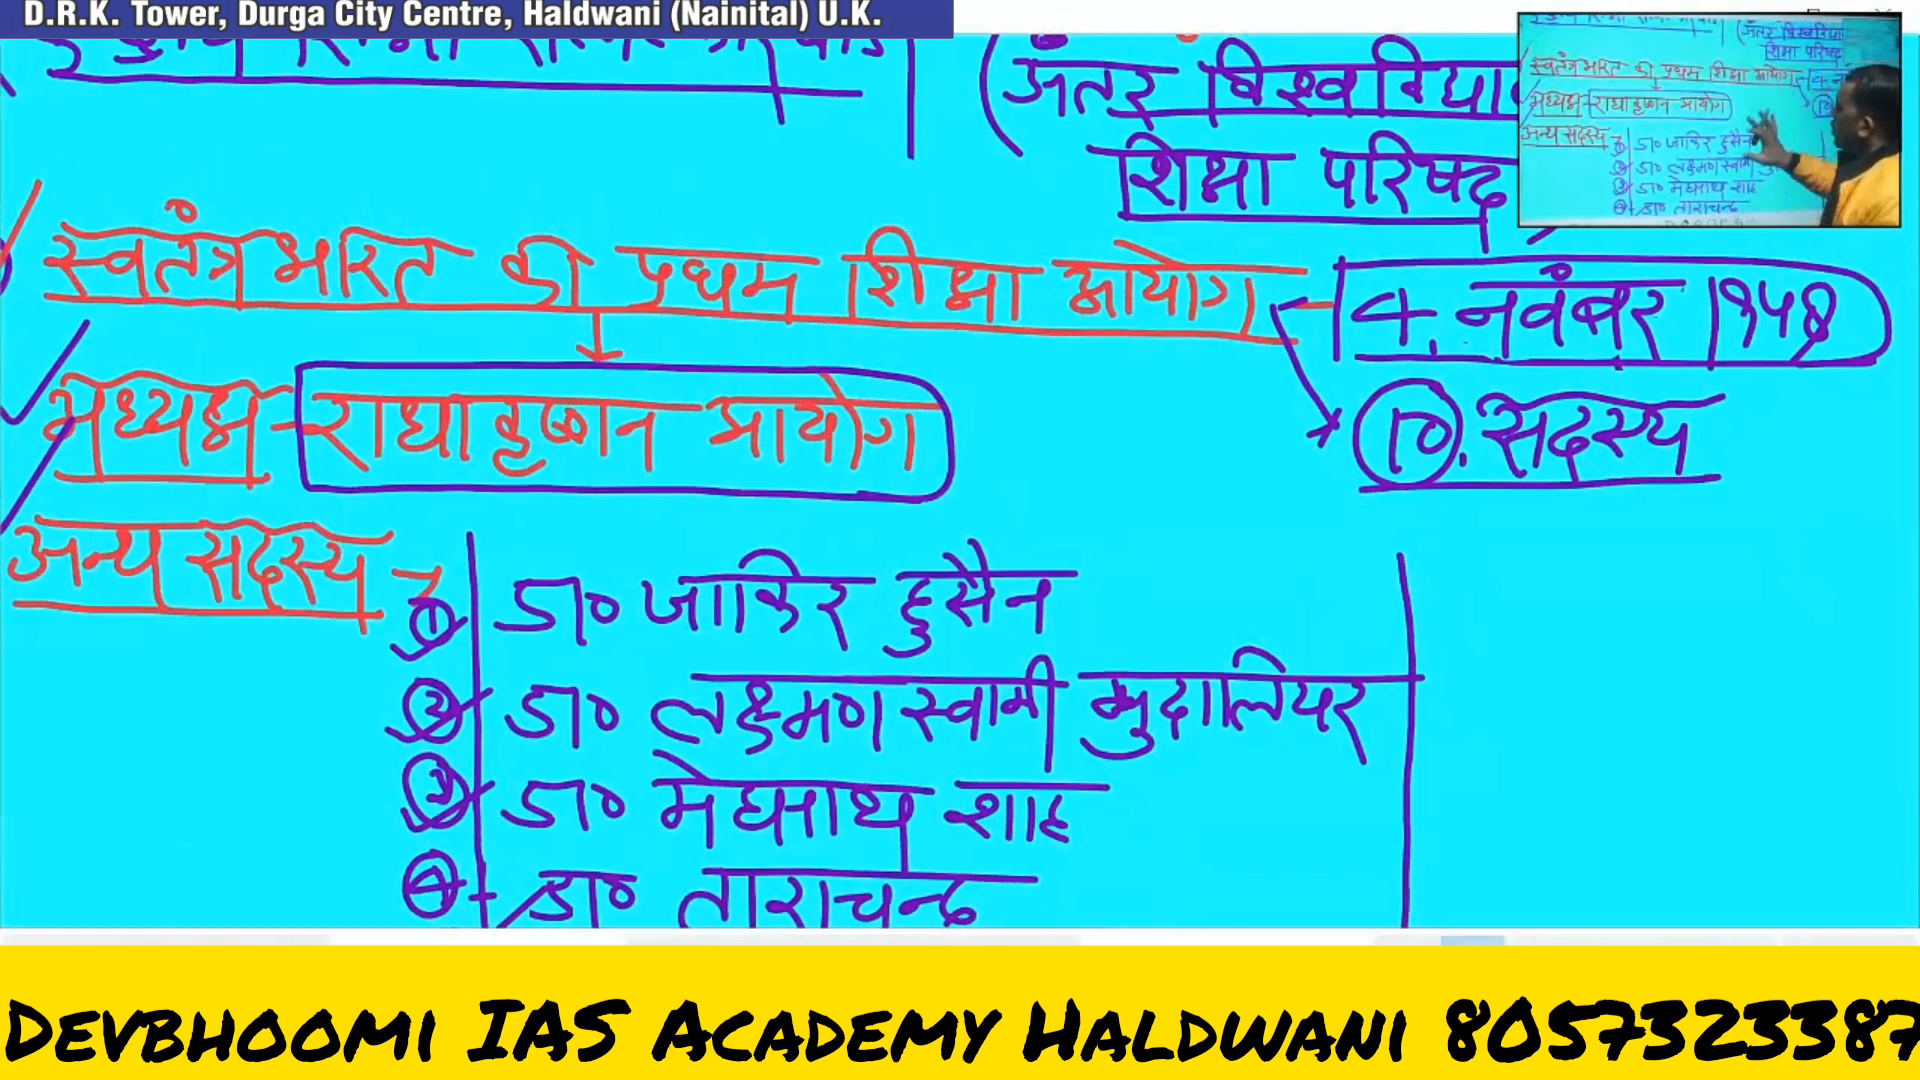 D.R.K. Tower, Durga City Centre, Haldwani (Nainital) U.K.
(अंतर विश्वविद्या
शिक्षा परिषद
स्वतंत्र भारत की प्रथम शिक्षा आयोग - 4. नवंबर 1948
अध्यक्ष - राधाकृष्णन आयोग
10. सदस्य
अन्य सदस्य →
① डा० जाकिर हुसैन
② डा० लक्ष्मण स्वामी मुदालियर
③ डा० मेघनाथ शाह
④ डा० ताराचन्द्र
Devbhoomi IAS Academy Haldwani 8057323387